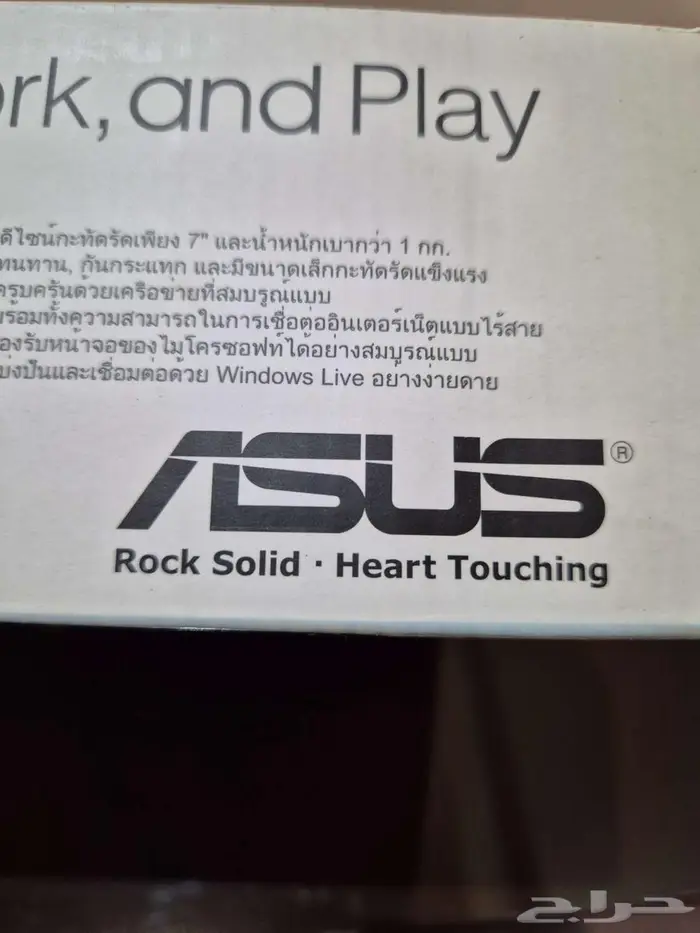 ork, and Play
ดีไซน์กะทัดรัดเพียง 7" และน้ำหนักเบากว่า 1 กก.
ทนทาน, กันกระแทก และมีขนาดเล็กกะทัดรัดแข็งแรง
ครบครันด้วยเครือข่ายที่สมบรูณ์แบบ
พร้อมทั้งความสามารถในการเชื่อต่ออินเตอร์เน็ตแบบไร้สาย
องรับหน้าจอของไมโครซอฟท์ได้อย่างสมบูรณ์แบบ
บ่งปันและเชื่อมต่อด้วย Windows Live อย่างง่ายดาย
ASUS®
Rock Solid · Heart Touching
حراج